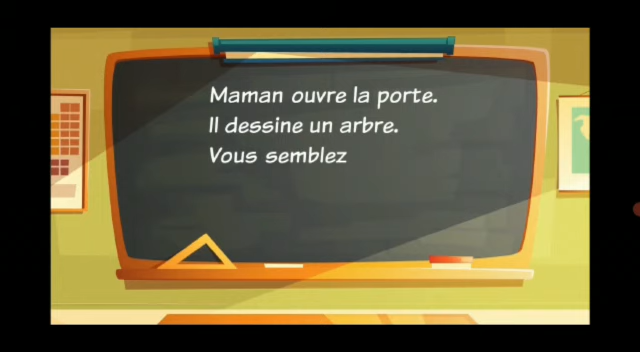 Maman ouvre la porte.
Il dessine un arbre.
Vous semblez